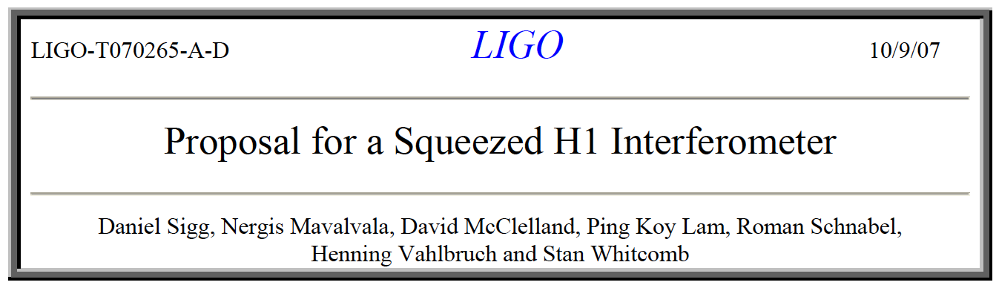 LIGO-T070265-A-D LIGO 10/9/07
Proposal for a Squeezed H1 Interferometer
Daniel Sigg, Nergis Mavalvala, David McClelland, Ping Koy Lam, Roman Schnabel,
Henning Vahlbruch and Stan Whitcomb